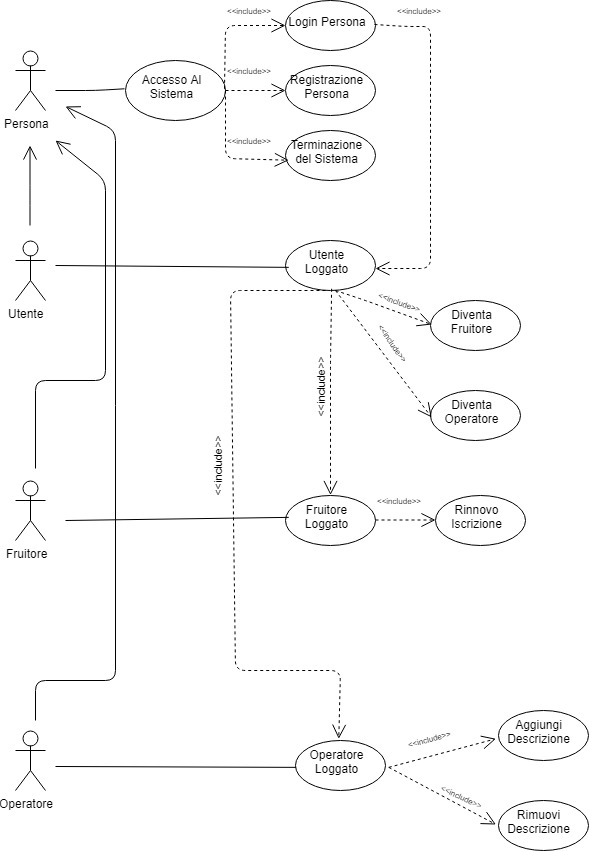 <<include>>
Login Persona
<<include>>
Accesso Al
Sistema
<<include>>
Registrazione
Persona
Persona
<<include>>
Terminazione
del Sistema
Utente
Utente
Loggato
<<include>>
Diventa
Fruitore
<<include>>
<<include>>
Diventa
Operatore
<<include>>
Fruitore
Fruitore
Loggato
<<include>>
Rinnovo
Iscrizione
Operatore
Operatore
Loggato
<<include>>
Aggiungi
Descrizione
<<include>>
Rimuovi
Descrizione